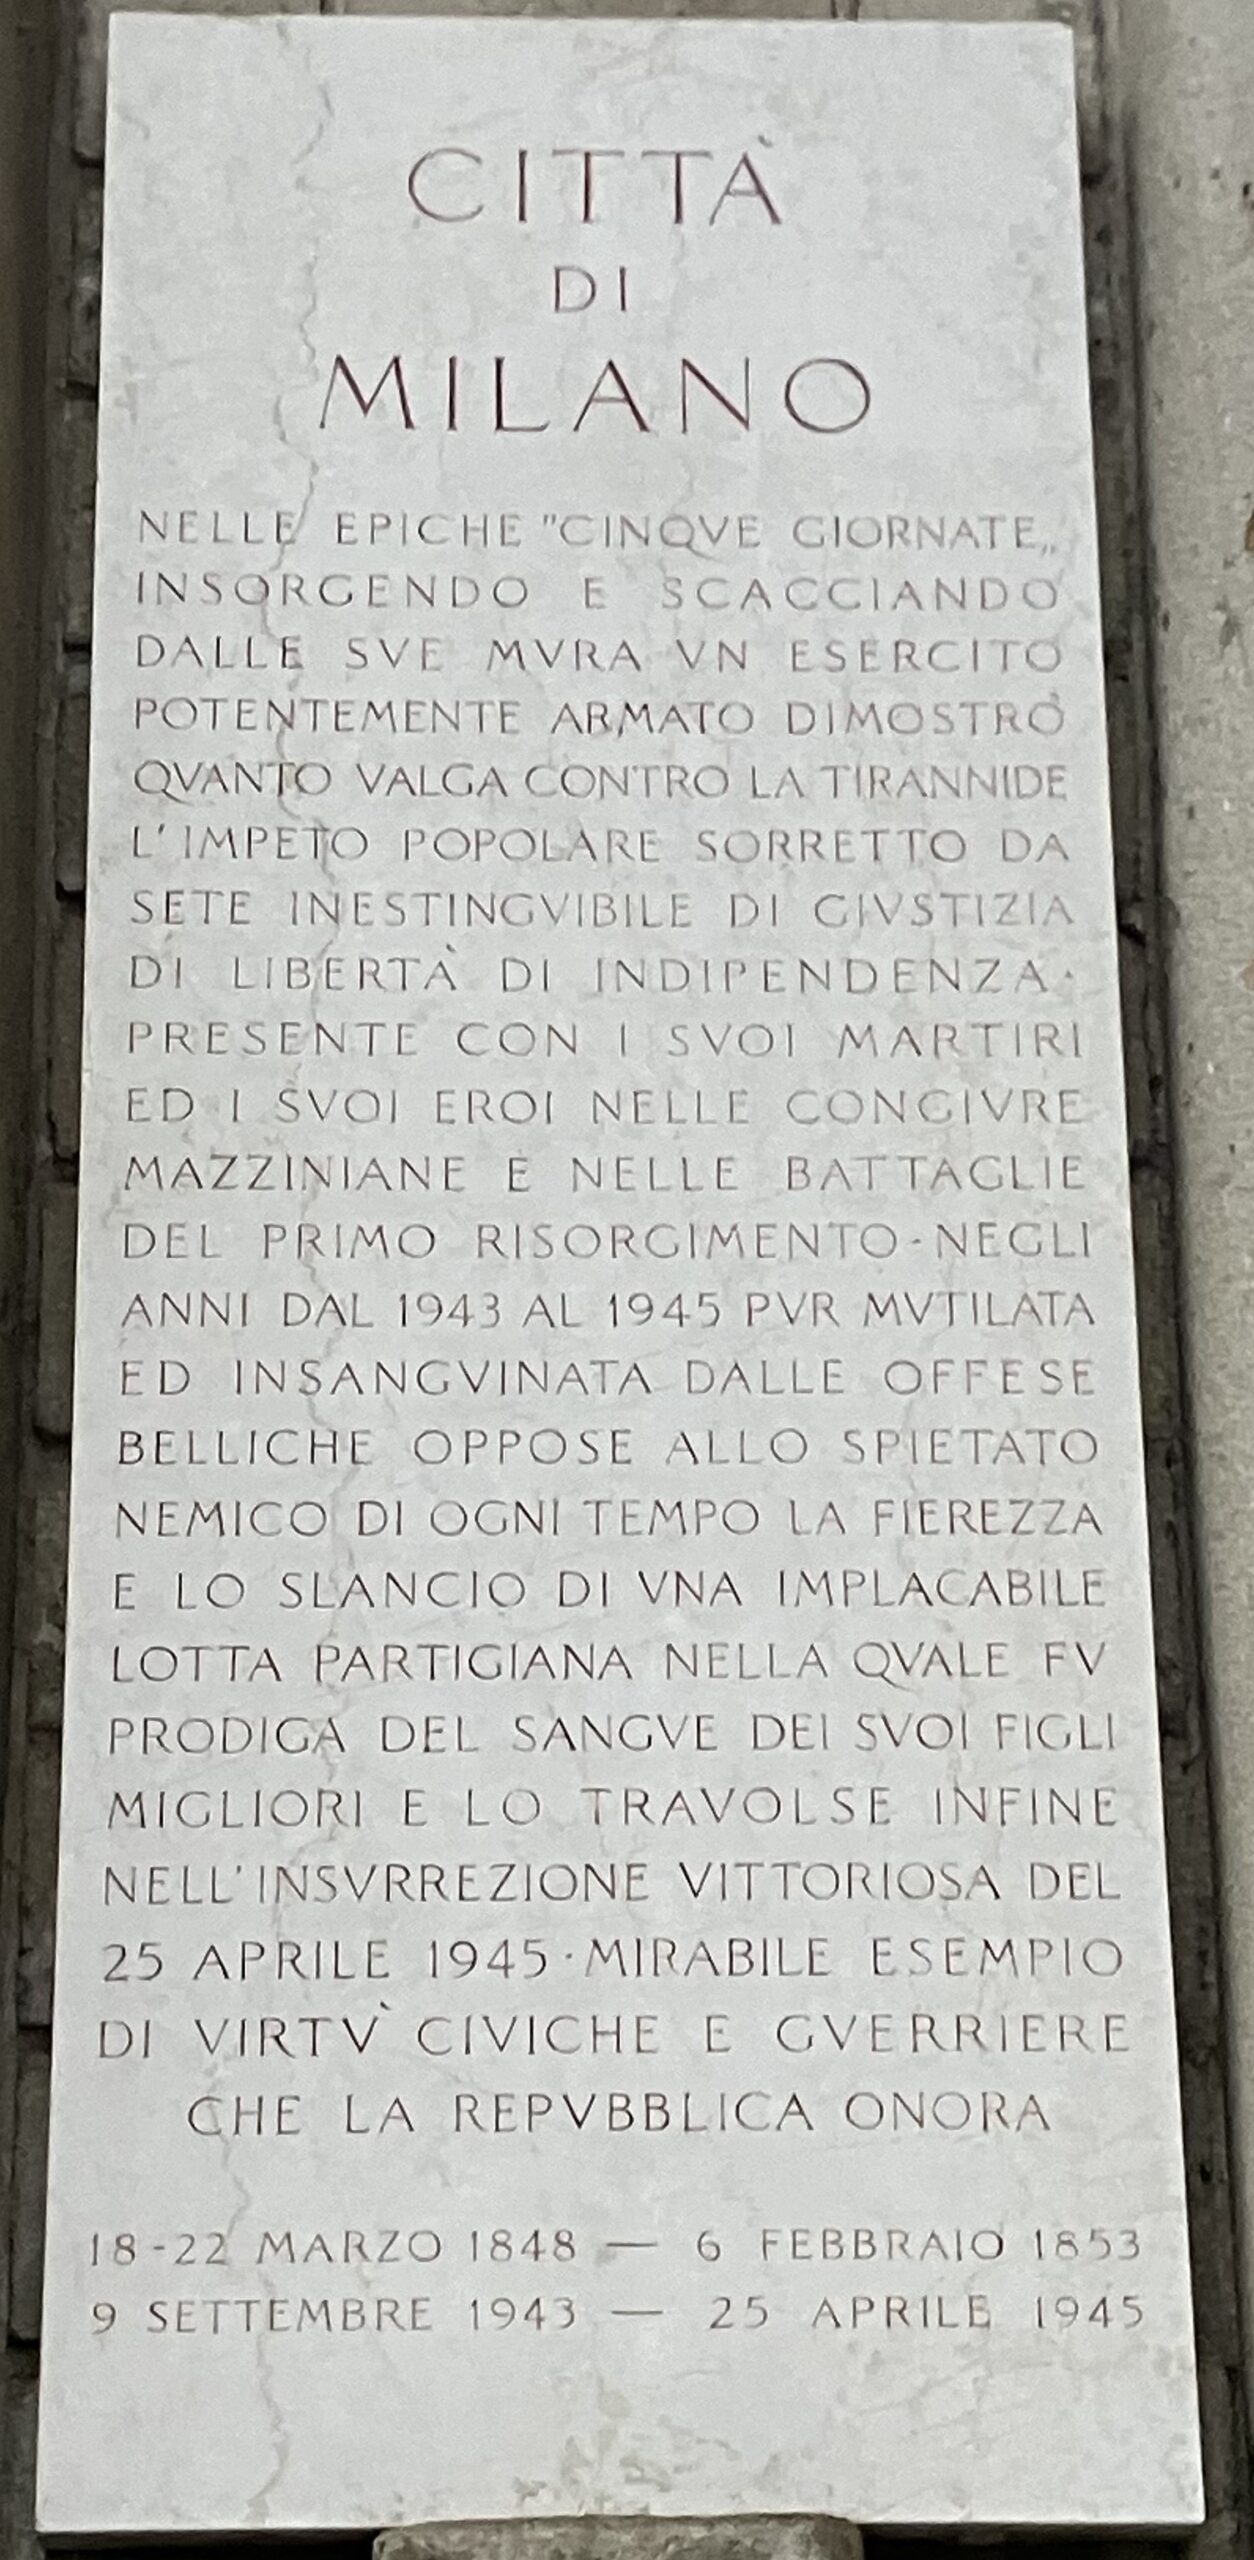 CITTÀ
DI
MILANO
NELLE EPICHE "CINQVE GIORNATE„
INSORGENDO E SCACCIANDO
DALLE SVE MVRA VN ESERCITO
POTENTEMENTE ARMATO DIMOSTRÒ
QVANTO VALGA CONTRO LA TIRANNIDE
L'IMPETO POPOLARE SORRETTO DA
SETE INESTINGVIBILE DI GIVSTIZIA
DI LIBERTÀ DI INDIPENDENZA·
PRESENTE CON I SVOI MARTIRI
ED I SVOI EROI NELLE CONGIVRE
MAZZINIANE E NELLE BATTAGLIE
DEL PRIMO RISORGIMENTO-NEGLI
ANNI DAL 1943 AL 1945 PVR MVTILATA
ED INSANGVINATA DALLE OFFESE
BELLICHE OPPOSE ALLO SPIETATO
NEMICO DI OGNI TEMPO LA FIEREZZA
E LO SLANCIO DI VNA IMPLACABILE
LOTTA PARTIGIANA NELLA QVALE FV
PRODIGA DEL SANGVE DEI SVOI FIGLI
MIGLIORI E LO TRAVOLSE INFINE
NELL'INSVRREZIONE VITTORIOSA DEL
25 APRILE 1945·MIRABILE ESEMPIO
DI VIRTV̀ CIVICHE E GVERRIERE
CHE LA REPVBBLICA ONORA
18-22 MARZO 1848 — 6 FEBBRAIO 1853
9 SETTEMBRE 1943 — 25 APRILE 1945